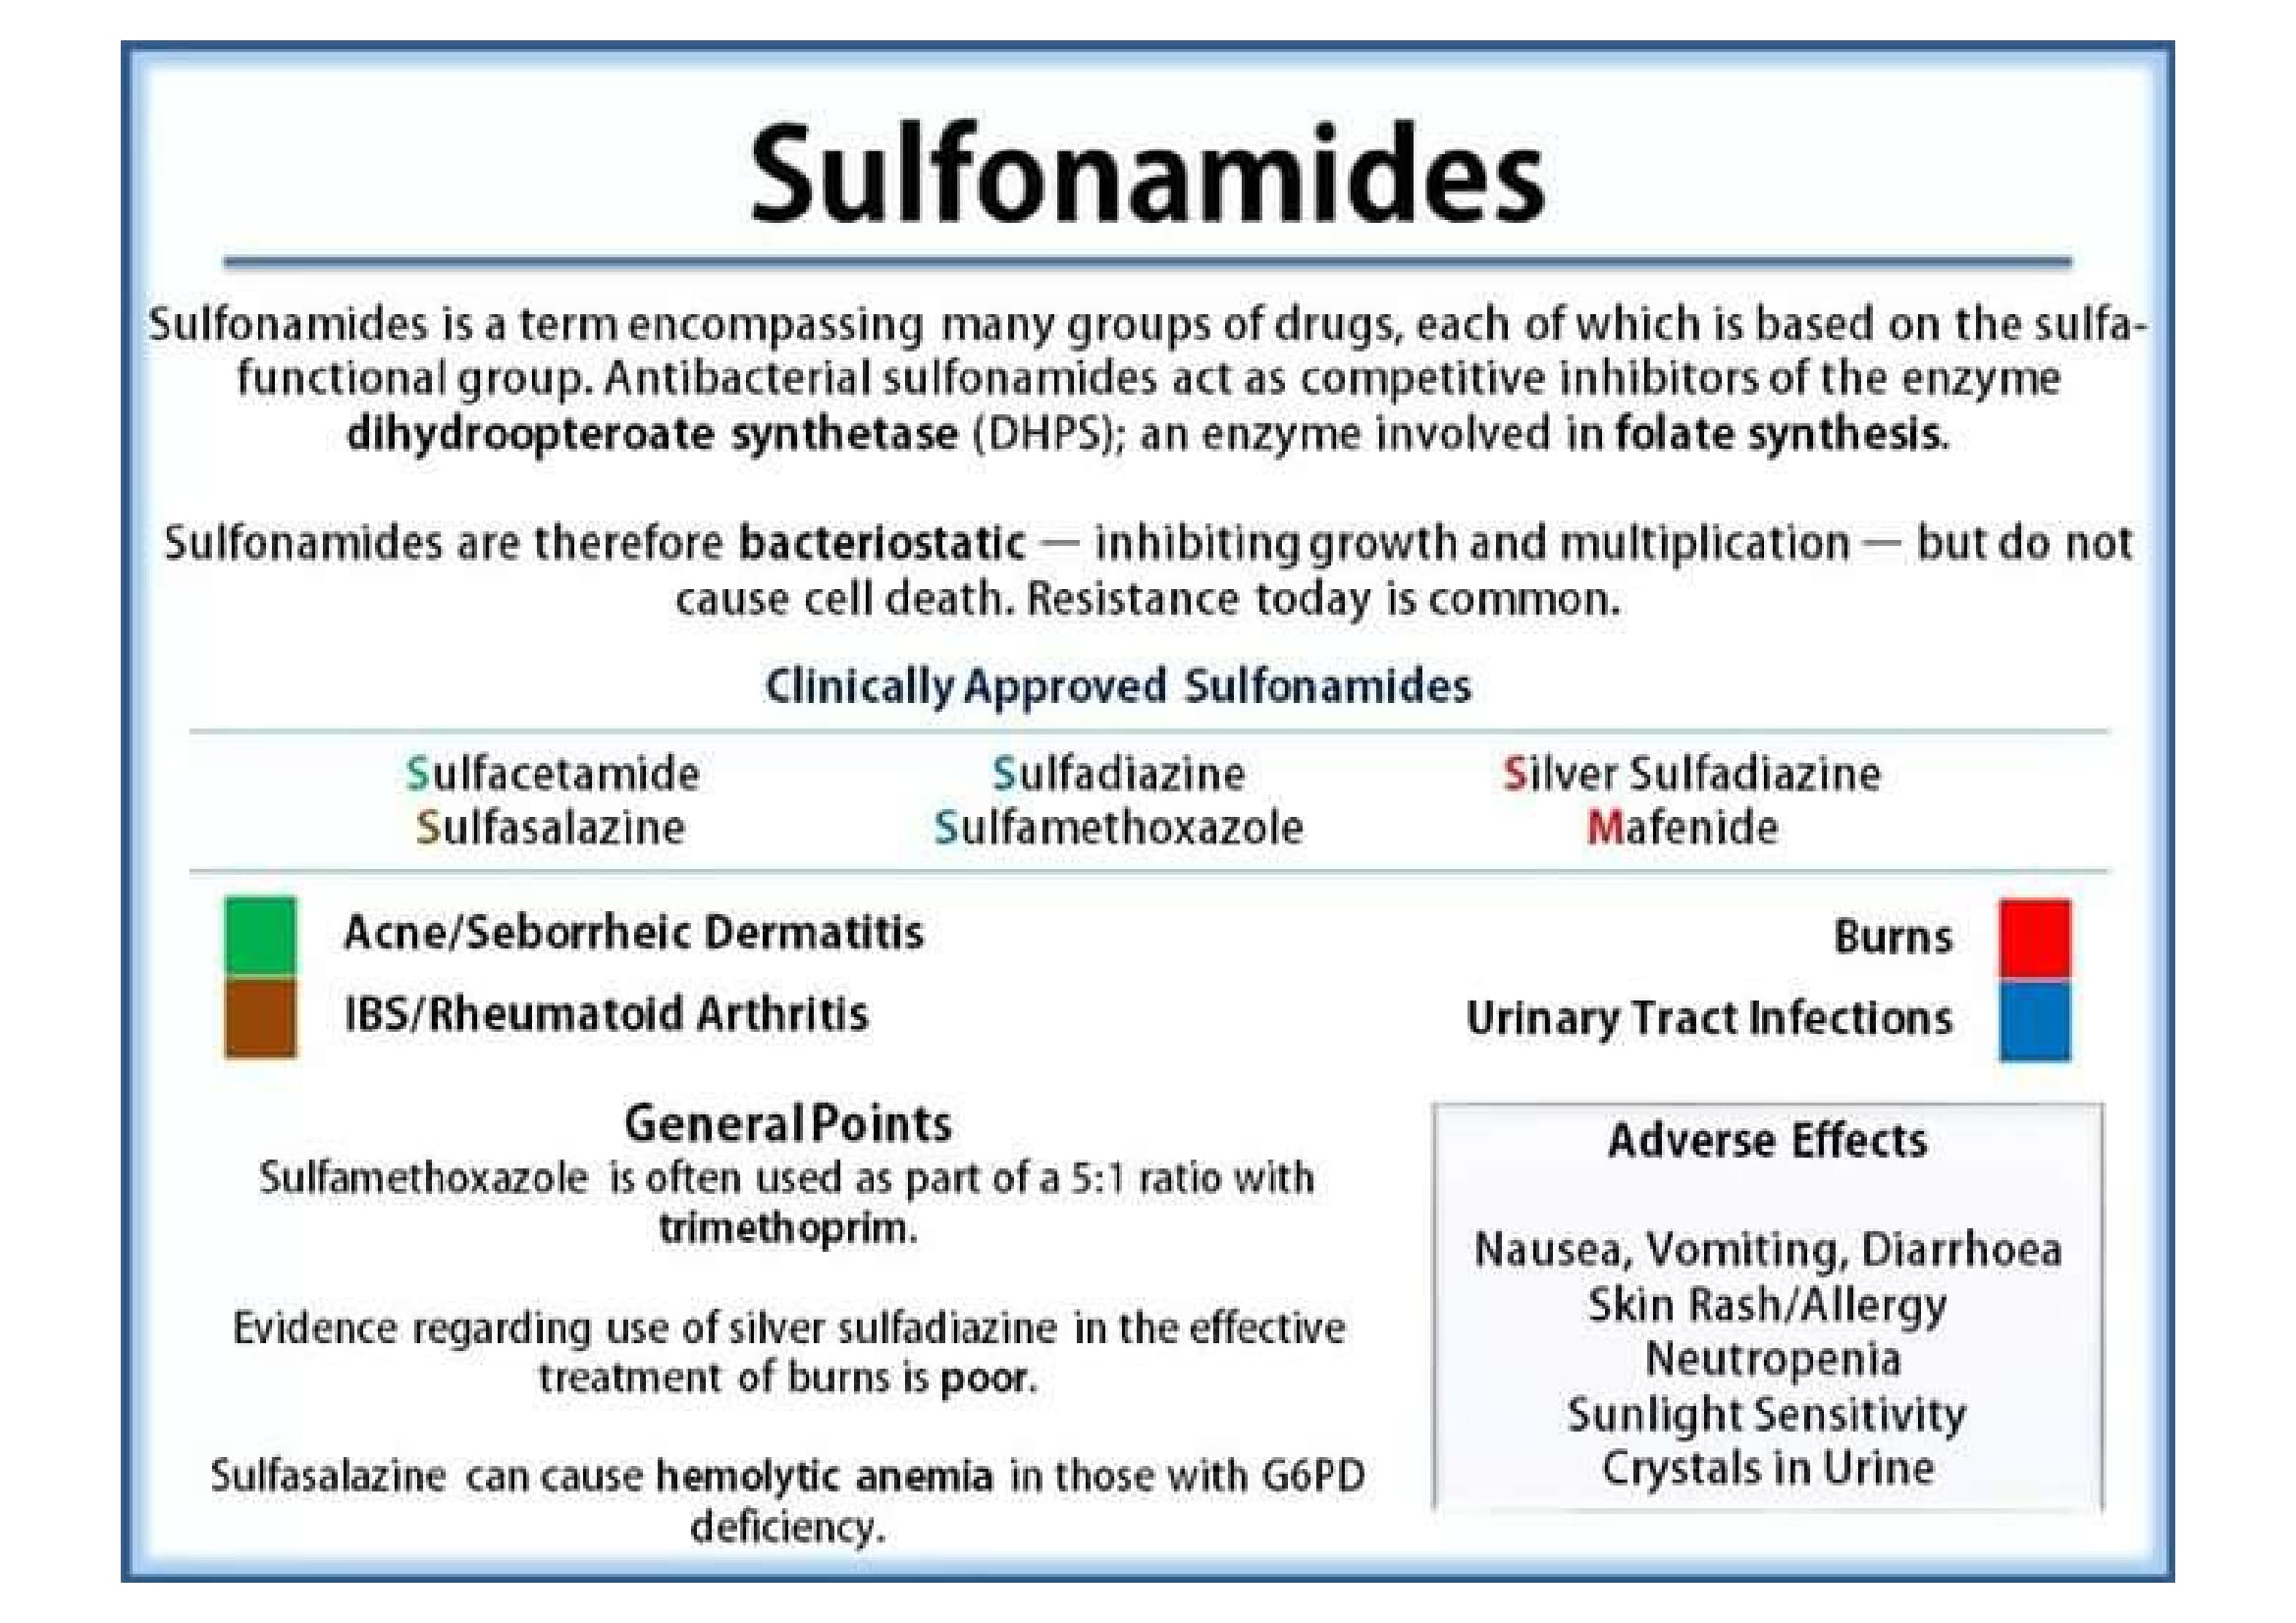 Sulfonamides
Sulfonamides is a term encompassing many groups of drugs, each of which is based on the sulfa-
functional group. Antibacterial sulfonamides act as competitive inhibitors of the enzyme
dihydroopteroate synthetase (DHPS); an enzyme involved in folate synthesis.
Sulfonamides are therefore bacteriostatic — inhibiting growth and multiplication — but do not
cause cell death. Resistance today is common.
Clinically Approved Sulfonamides
Sulfacetamide Sulfadiazine Silver Sulfadiazine
Sulfasalazine Sulfamethoxazole Mafenide
Acne/Seborrheic Dermatitis
IBS/Rheumatoid Arthritis
Burns
Urinary Tract Infections
General Points
Sulfamethoxazole is often used as part of a 5:1 ratio with
trimethoprim.
Evidence regarding use of silver sulfadiazine in the effective
treatment of burns is poor.
Sulfasalazine can cause hemolytic anemia in those with G6PD
deficiency.
Adverse Effects
Nausea, Vomiting, Diarrhoea
Skin Rash/Allergy
Neutropenia
Sunlight Sensitivity
Crystals in Urine